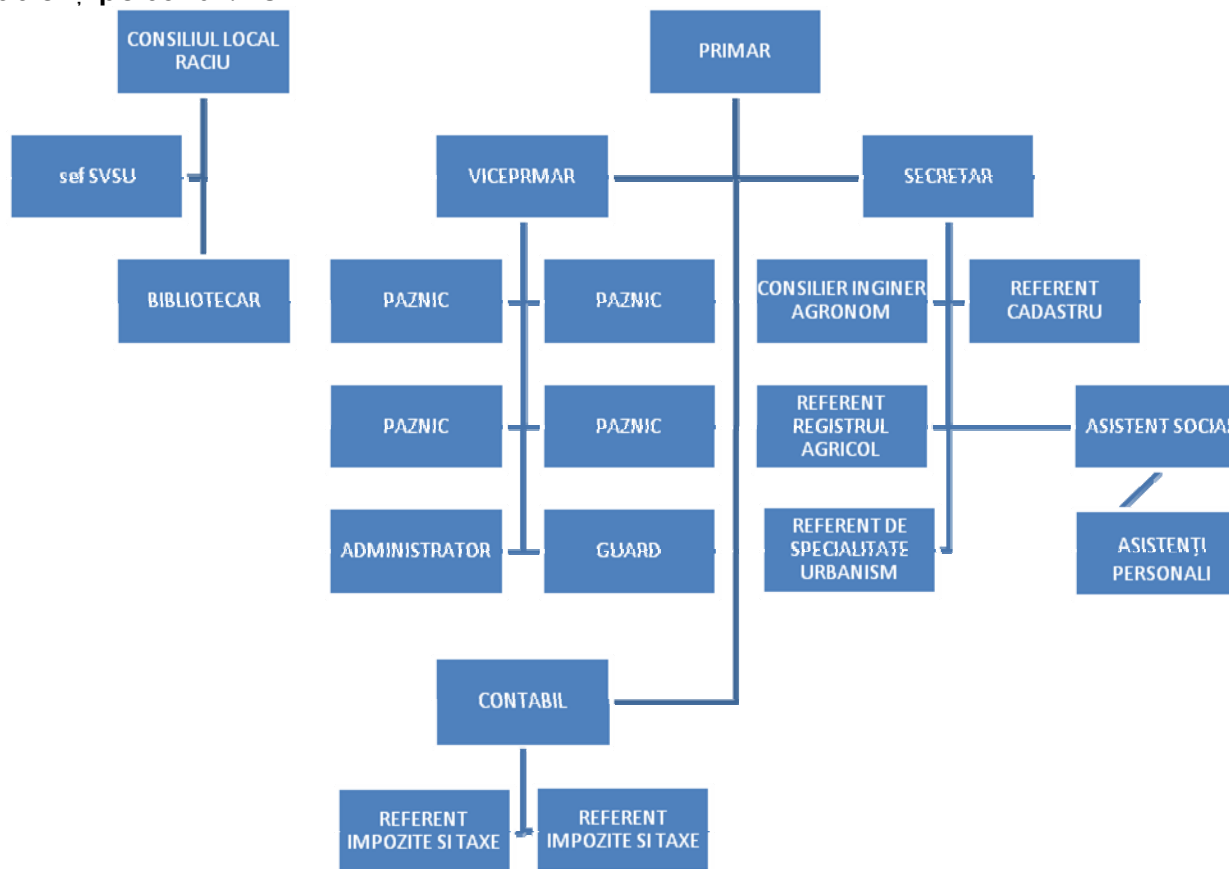 CONSILIUL LOCAL
RACIU
PRIMAR
sef SVSU
VICEPRMAR
SECRETAR
BIBLIOTECAR
PAZNIC
PAZNIC
CONSILIER INGINER
AGRONOM
REFERENT
CADASTRU
PAZNIC
PAZNIC
REFERENT
REGISTRUL
AGRICOL
ASISTENT
ADMINISTRATOR
GUARD
REFERENT DE
SPECIALITATE
URBANISM
ASISTENȚI
PERSONALI
CONTABIL
REFERENT
IMPOZITE SI TAXE
REFERENT
IMPOZITE SI TAXE